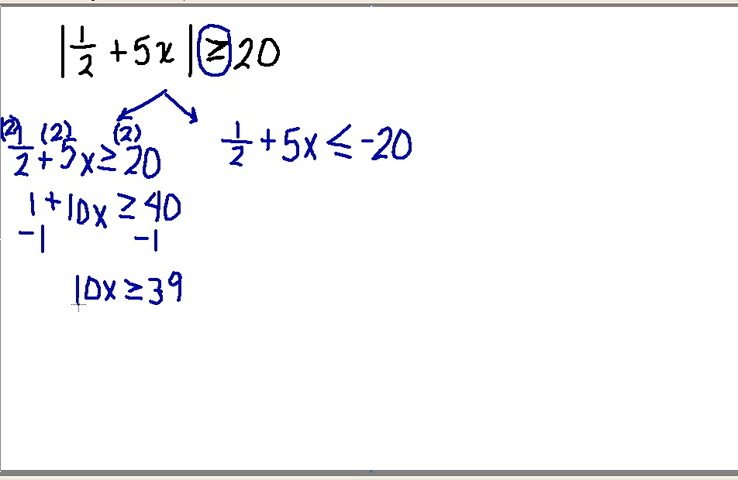 |1/2 + 5x| ≥ 20
(2) (2) (2)
1/2 + 5x ≥ 20
1/2 + 5x ≤ -20
1 + 10x ≥ 40
-1 -1
10x ≥ 39